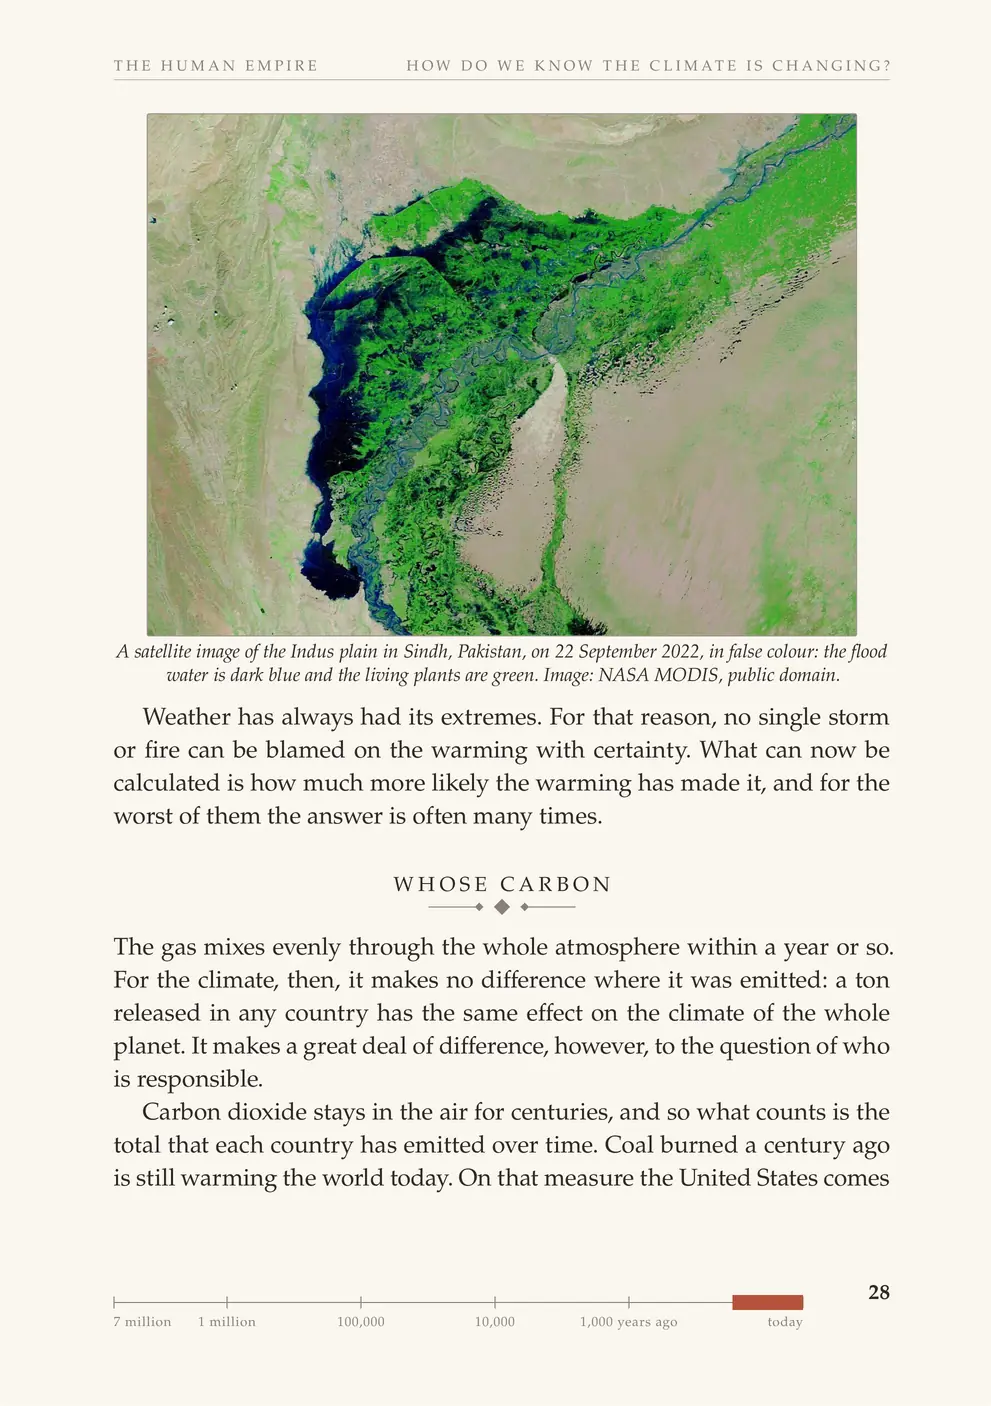 THE HUMAN EMPIRE
HOW DO WE KNOW THE CLIMATE IS CHANGING?
A satellite image of the Indus plain in Sindh, Pakistan, on 22 September 2022, in false colour: the flood
water is dark blue and the living plants are green. Image: NASA MODIS, public domain.
Weather has always had its extremes. For that reason, no single storm
or fire can be blamed on the warming with certainty. What can now be
calculated is how much more likely the warming has made it, and for the
worst of them the answer is often many times.
WHOSE CARBON
The gas mixes evenly through the whole atmosphere within a year or so.
For the climate, then, it makes no difference where it was emitted: a ton
released in any country has the same effect on the climate of the whole
planet. It makes a great deal of difference, however, to the question of who
is responsible.
Carbon dioxide stays in the air for centuries, and so what counts is the
total that each country has emitted over time. Coal burned a century ago
is still warming the world today. On that measure the United States comes
28
7 million
1 million
100,000
10,000
1,000 years ago
today